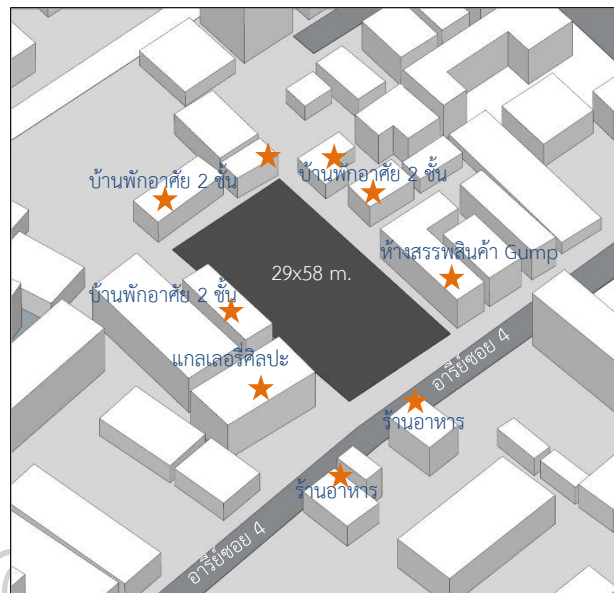 บ้านพักอาศัย 2 ชั้น
บ้านพักอาศัย 2 ชั้น
29x58 m.
ห้างสรรพสินค้า Gump
บ้านพักอาศัย 2 ชั้น
แกลเลอรี่ศิลปะ
อารีย์ซอย 4
ร้านอาหาร
ร้านอาหาร
อารีย์ซอย 4